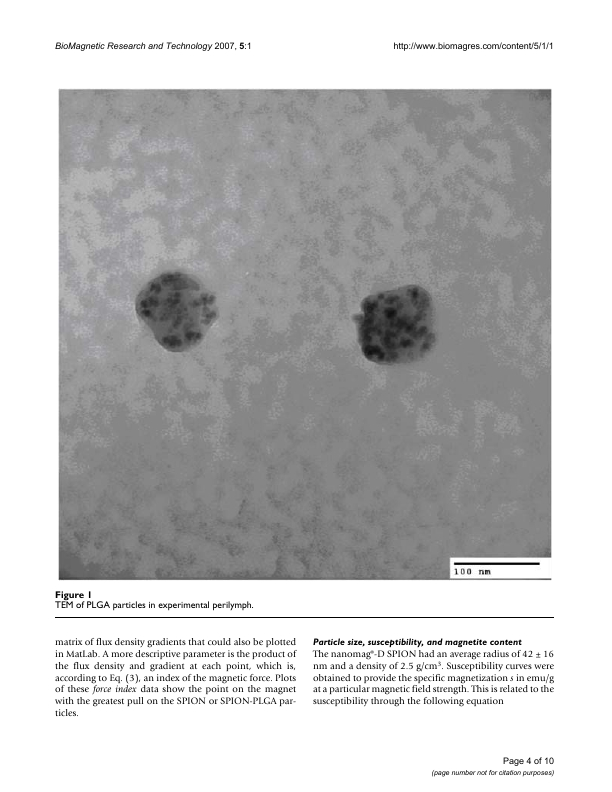 BioMagnetic Research and Technology 2007, 5:1
http://www.biomagres.com/content/5/1/1
100 nm
Figure 1
TEM of PLGA particles in experimental perilymph.
matrix of flux density gradients that could also be plotted
in MatLab. A more descriptive parameter is the product of
the flux density and gradient at each point, which is,
according to Eq. (3), an index of the magnetic force. Plots
of these force index data show the point on the magnet
with the greatest pull on the SPION or SPION-PLGA par-
ticles.
Particle size, susceptibility, and magnetite content
The nanomag®-D SPION had an average radius of 42 ± 16
nm and a density of 2.5 g/cm³. Susceptibility curves were
obtained to provide the specific magnetization s in emu/g
at a particular magnetic field strength. This is related to the
susceptibility through the following equation
Page 4 of 10
(page number not for citation purposes)